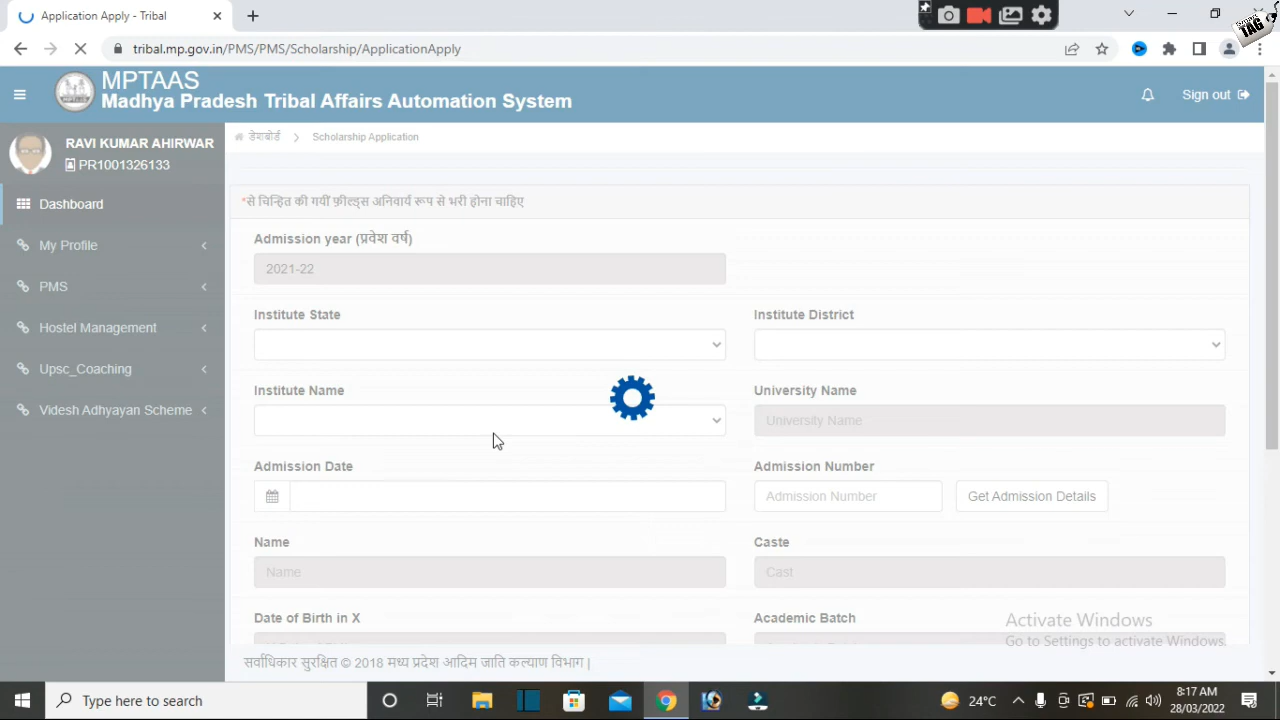 Application Apply - Tribal
tribal.mp.gov.in/PMS/PMS/Scholarship/ApplicationApply
TAG
MPTAAS
Madhya Pradesh Tribal Affairs Automation System
Sign out
RAVI KUMAR AHIRWAR
PR1001326133
डेशबोर्ड
Scholarship Application
Dashboard
My Profile
PMS
Hostel Management
Upsc_Coaching
Videsh Adhyayan Scheme
*से चिन्हित की गयीं फ़ील्ड्स अनिवार्य रूप से भरी होना चाहिए
Admission year (प्रवेश वर्ष)
2021-22
Institute State
Institute District
Institute Name
University Name
University Name
Admission Date
Admission Number
Admission Number
Get Admission Details
Name
Caste
Name
Cast
Date of Birth in X
Academic Batch
Activate Windows
Go to Settings to activate Windows.
सर्वाधिकार सुरक्षित © 2018 मध्य प्रदेश आदिम जाति कल्याण विभाग |
Type here to search
24°C
8:17 AM
28/03/2022